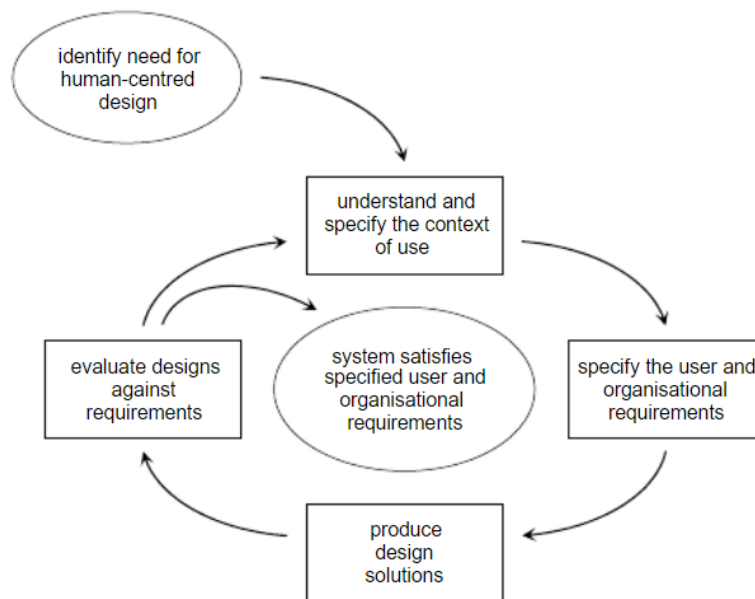 identify need for
human-centred
design
understand and
specify the context
of use
evaluate designs
against
requirements
system satisfies
specified user and
organisational
requirements
specify the user and
organisational
requirements
produce
design
solutions